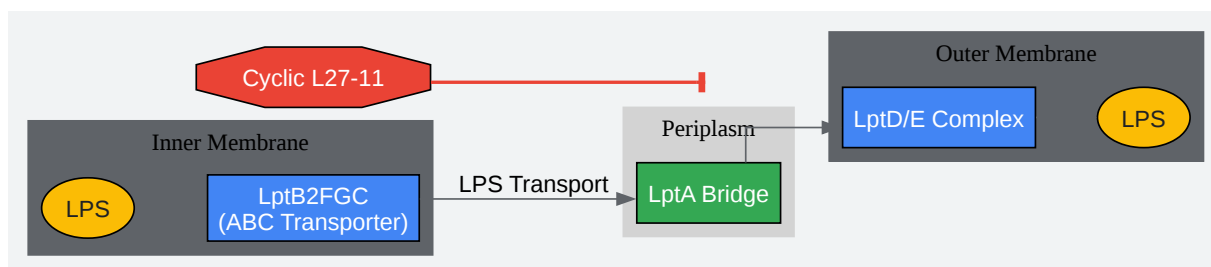 Cyclic L27-11
Inner Membrane
LPS
LptB2FGC
(ABC Transporter)
LPS Transport
Periplasm
LptA Bridge
Outer Membrane
LptD/E Complex
LPS